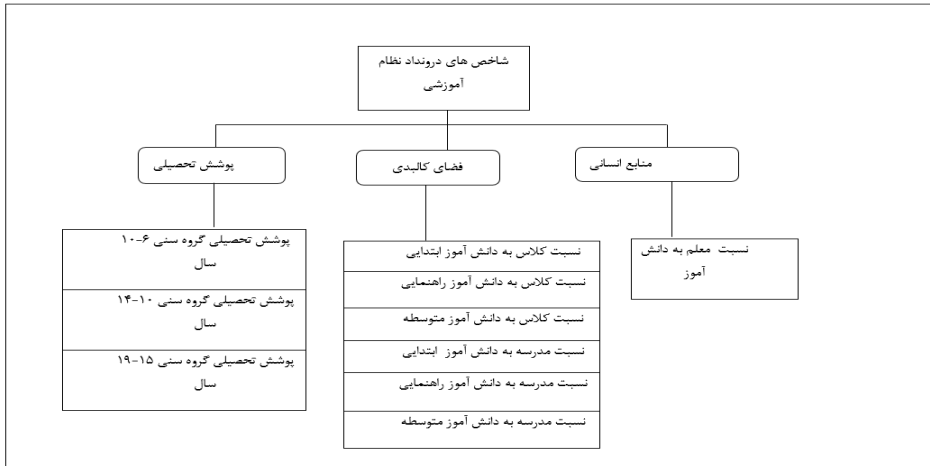 شاخص های درونداد نظام
آموزشی
منابع انسانی
فضای کالبدی
پوشش تحصیلی
نسبت معلم به دانش
آموز
نسبت کلاس به دانش آموز ابتدایی
نسبت کلاس به دانش آموز راهنمایی
نسبت کلاس به دانش آموز متوسطه
نسبت مدرسه به دانش آموز ابتدایی
نسبت مدرسه به دانش آموز راهنمایی
نسبت مدرسه به دانش آموز متوسطه
پوشش تحصیلی گروه سنی ۶-۱۰
سال
پوشش تحصیلی گروه سنی ۱۰-۱۴
سال
پوشش تحصیلی گروه سنی ۱۵-۱۹
سال